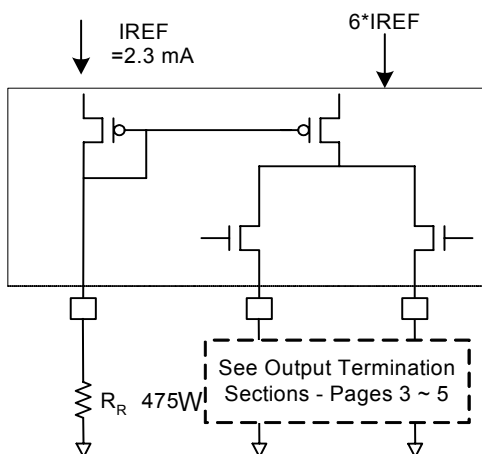 IREF
=2.3 mA
6*IREF
See Output Termination
Sections - Pages 3 ~ 5
RR 475W